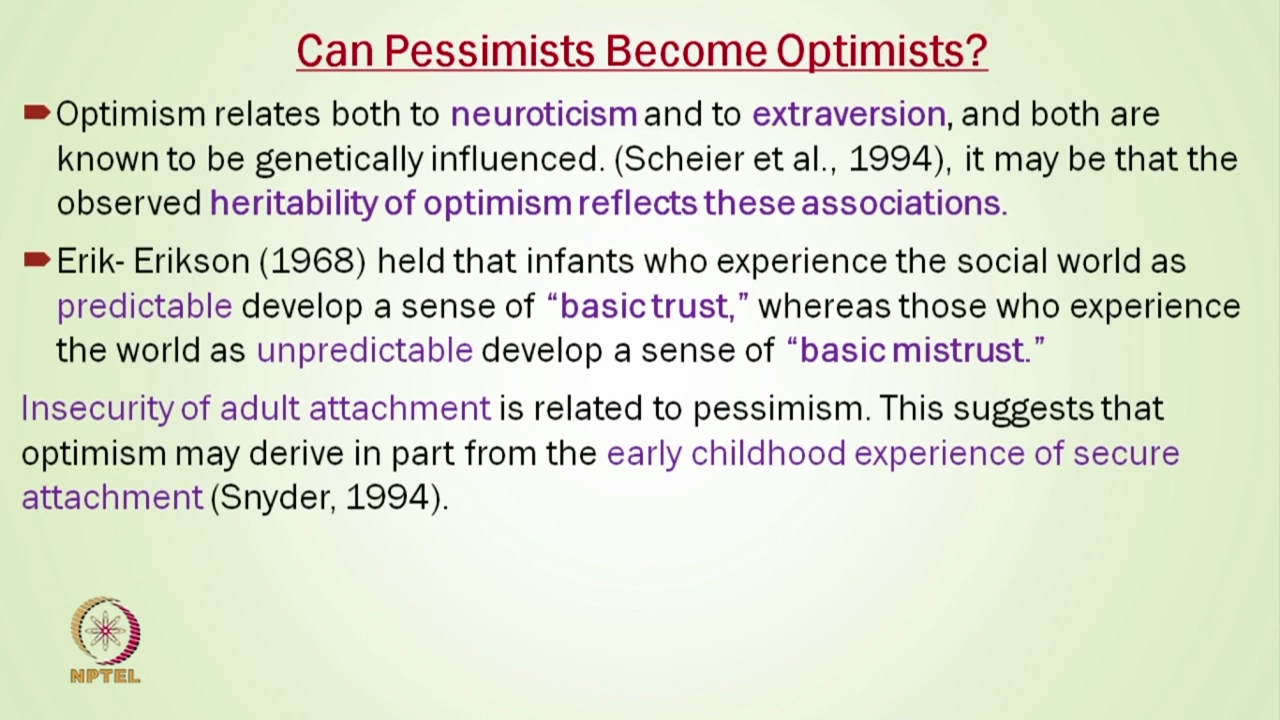 Can Pessimists Become Optimists?
Optimism relates both to neuroticism and to extraversion, and both are
known to be genetically influenced. (Scheier et al., 1994), it may be that the
observed heritability of optimism reflects these associations.
Erik- Erikson (1968) held that infants who experience the social world as
predictable develop a sense of “basic trust,” whereas those who experience
the world as unpredictable develop a sense of “basic mistrust.”
Insecurity of adult attachment is related to pessimism. This suggests that
optimism may derive in part from the early childhood experience of secure
attachment (Snyder, 1994).
NPTEL